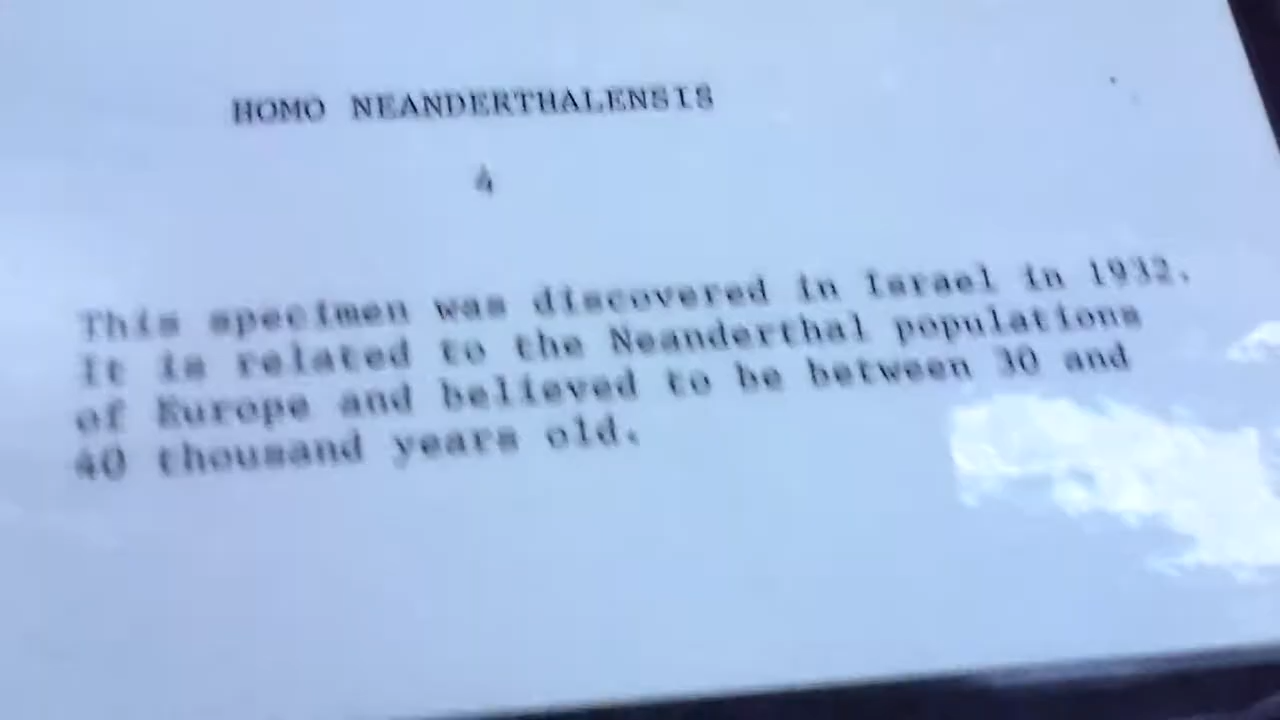 HOMO NEANDERTHALENSIS
4
This specimen was discovered in Israel in 1932.
It is related to the Neanderthal populations
of Europe and believed to be between 30 and
40 thousand years old.